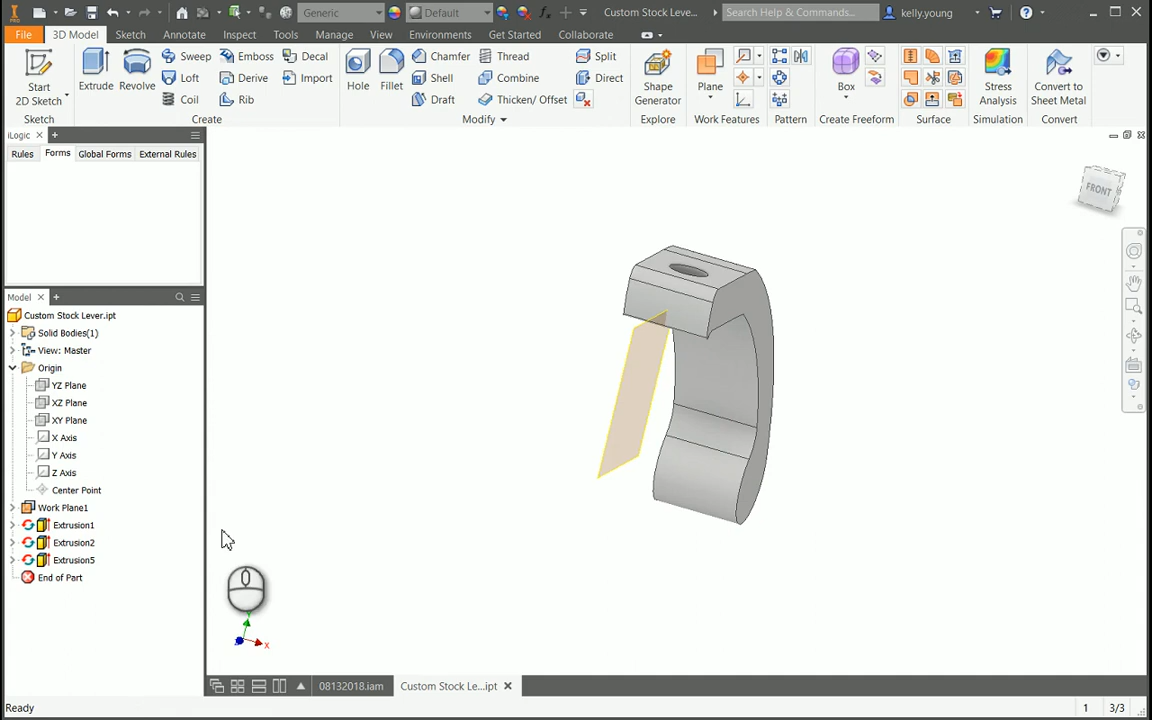 PRO
Generic
Default
Custom Stock Leve...
Search Help & Commands...
kelly.young
File
3D Model
Sketch
Annotate
Inspect
Tools
Manage
View
Environments
Get Started
Collaborate
Start
2D Sketch
Sketch
Extrude
Revolve
Sweep
Loft
Coil
Emboss
Derive
Rib
Decal
Import
Create
Hole
Fillet
Chamfer
Shell
Draft
Thread
Combine
Thicken/ Offset
Split
Direct
Modify
Shape
Generator
Explore
Plane
Work Features
Pattern
Box
Create Freeform
Surface
Stress
Analysis
Simulation
Convert to
Sheet Metal
Convert
iLogic
Rules
Forms
Global Forms
External Rules
Model
Custom Stock Lever.ipt
Solid Bodies(1)
View: Master
Origin
YZ Plane
XZ Plane
XY Plane
X Axis
Y Axis
Z Axis
Center Point
Work Plane1
Extrusion1
Extrusion2
Extrusion5
End of Part
FRONT
X
08132018.iam
Custom Stock Le...ipt
Ready
1
3/3